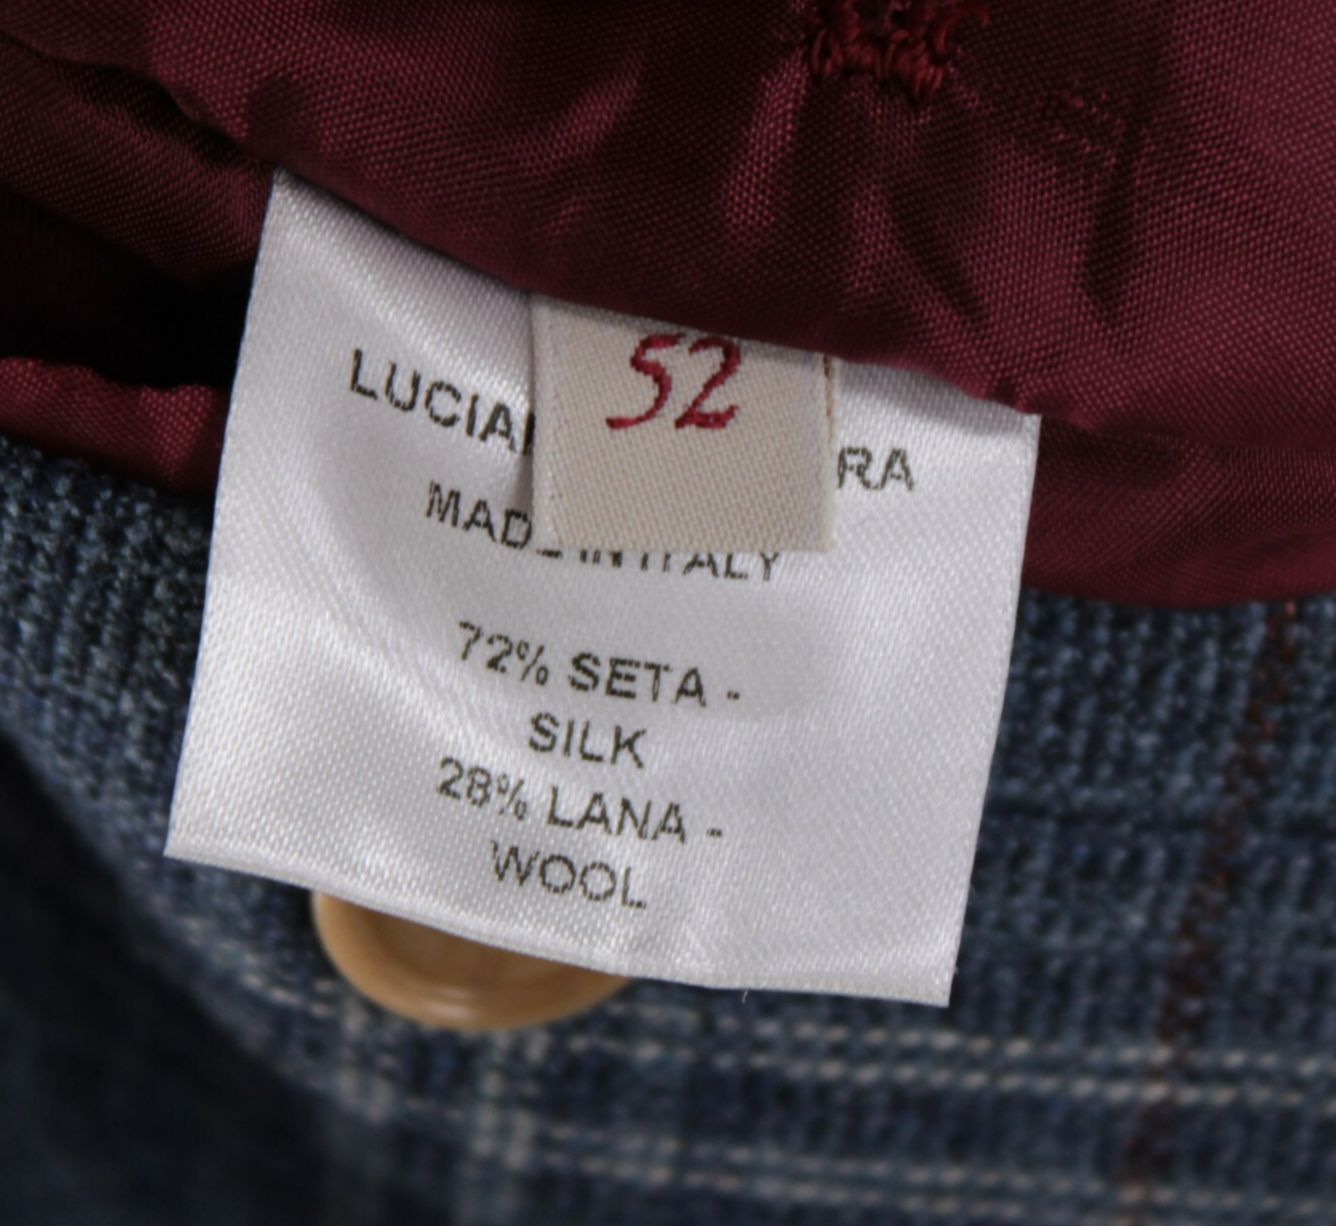 52
MADE IN ITALY
72% SETA -
SILK
28% LANA -
WOOL